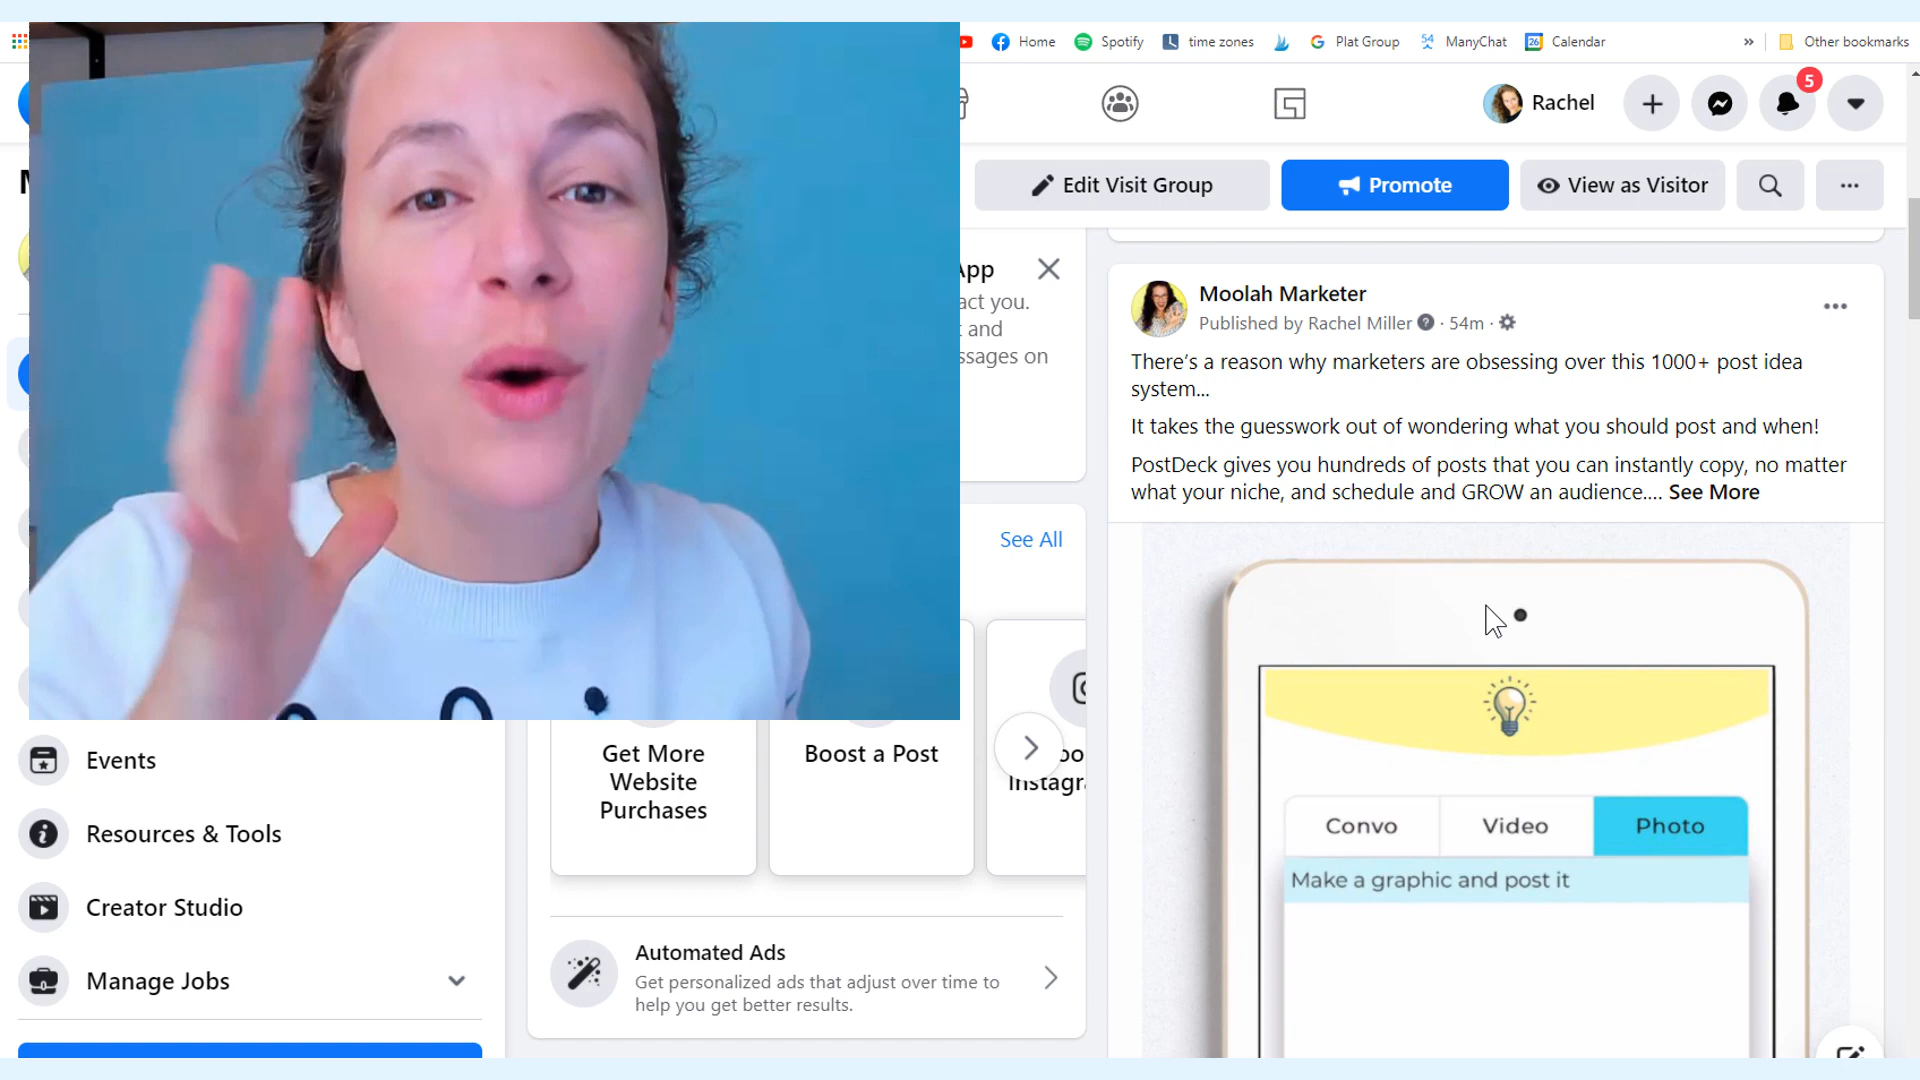 Home
Spotify
time zones
Plat Group
ManyChat
26
Calendar
»
Other bookmarks
Rachel
5
Edit Visit Group
Promote
View as Visitor
App
act you.
and
ssages on
See All
Get More
Website
Purchases
Boost a Post
Instagr
Automated Ads
Get personalized ads that adjust over time to
help you get better results.
Events
Resources & Tools
Creator Studio
Manage Jobs
Moolah Marketer
Published by Rachel Miller · 54m ·
There's a reason why marketers are obsessing over this 1000+ post idea
system...
It takes the guesswork out of wondering what you should post and when!
PostDeck gives you hundreds of posts that you can instantly copy, no matter
what your niche, and schedule and GROW an audience.... See More
Convo
Video
Photo
Make a graphic and post it